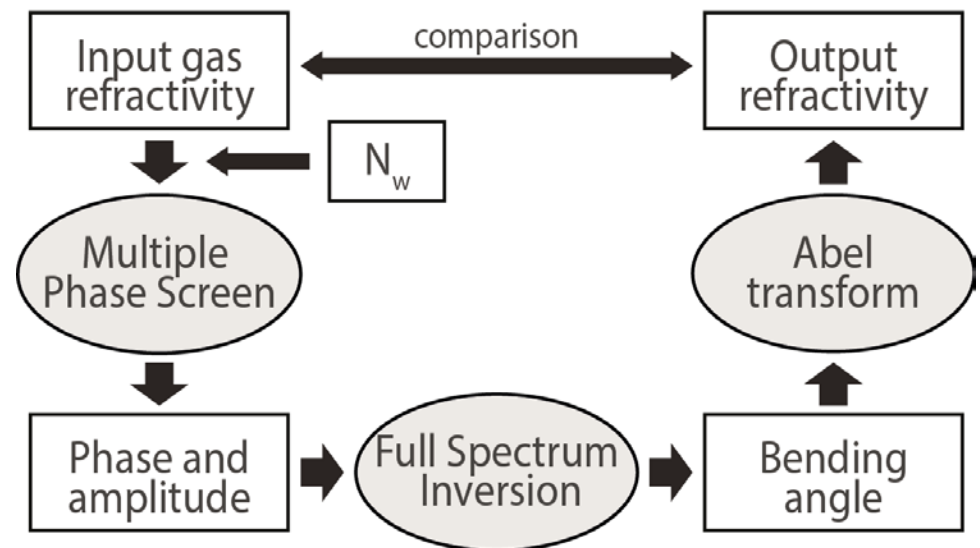 Input gas
refractivity
comparison
Output
refractivity
N_w
Multiple
Phase Screen
Abel
transform
Phase and
amplitude
Full Spectrum
Inversion
Bending
angle